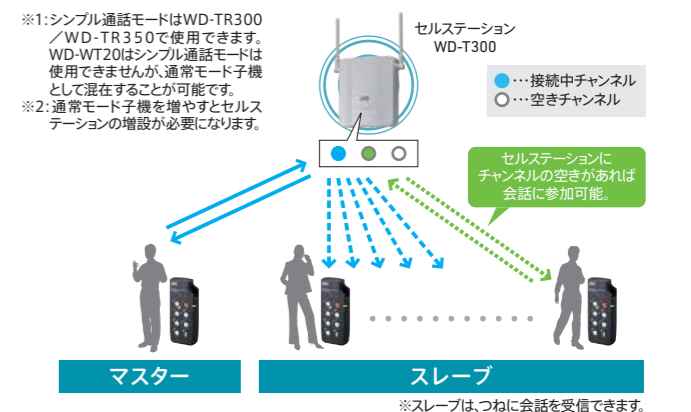 ※1:シンプル通話モードはWD-TR300
／WD-TR350で使用できます。
WD-WT20はシンプル通話モードは
使用できませんが、通常モード子機
として混在することが可能です。
※2:通常モード子機を増やすとセルス
テーションの増設が必要になります。
セルステーション
WD-T300
●…接続中チャンネル
○…空きチャンネル
セルステーションに
チャンネルの空きがあれば
会話に参加可能。
マスター
スレーブ
※スレーブは、つねに会話を受信できます。